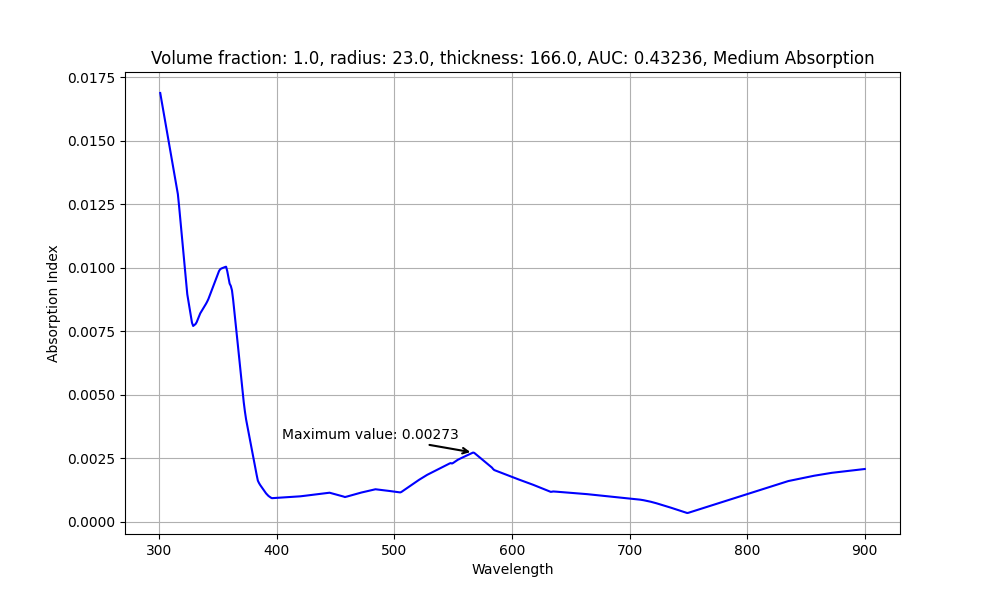 Volume fraction: 1.0, radius: 23.0, thickness: 166.0, AUC: 0.43236, Medium Absorption
0.0175
0.0150
0.0125
0.0100
0.0075
0.0050
0.0025
0.0000
Absorption Index
Maximum value: 0.00273
300 400 500 600 700 800 900
Wavelength